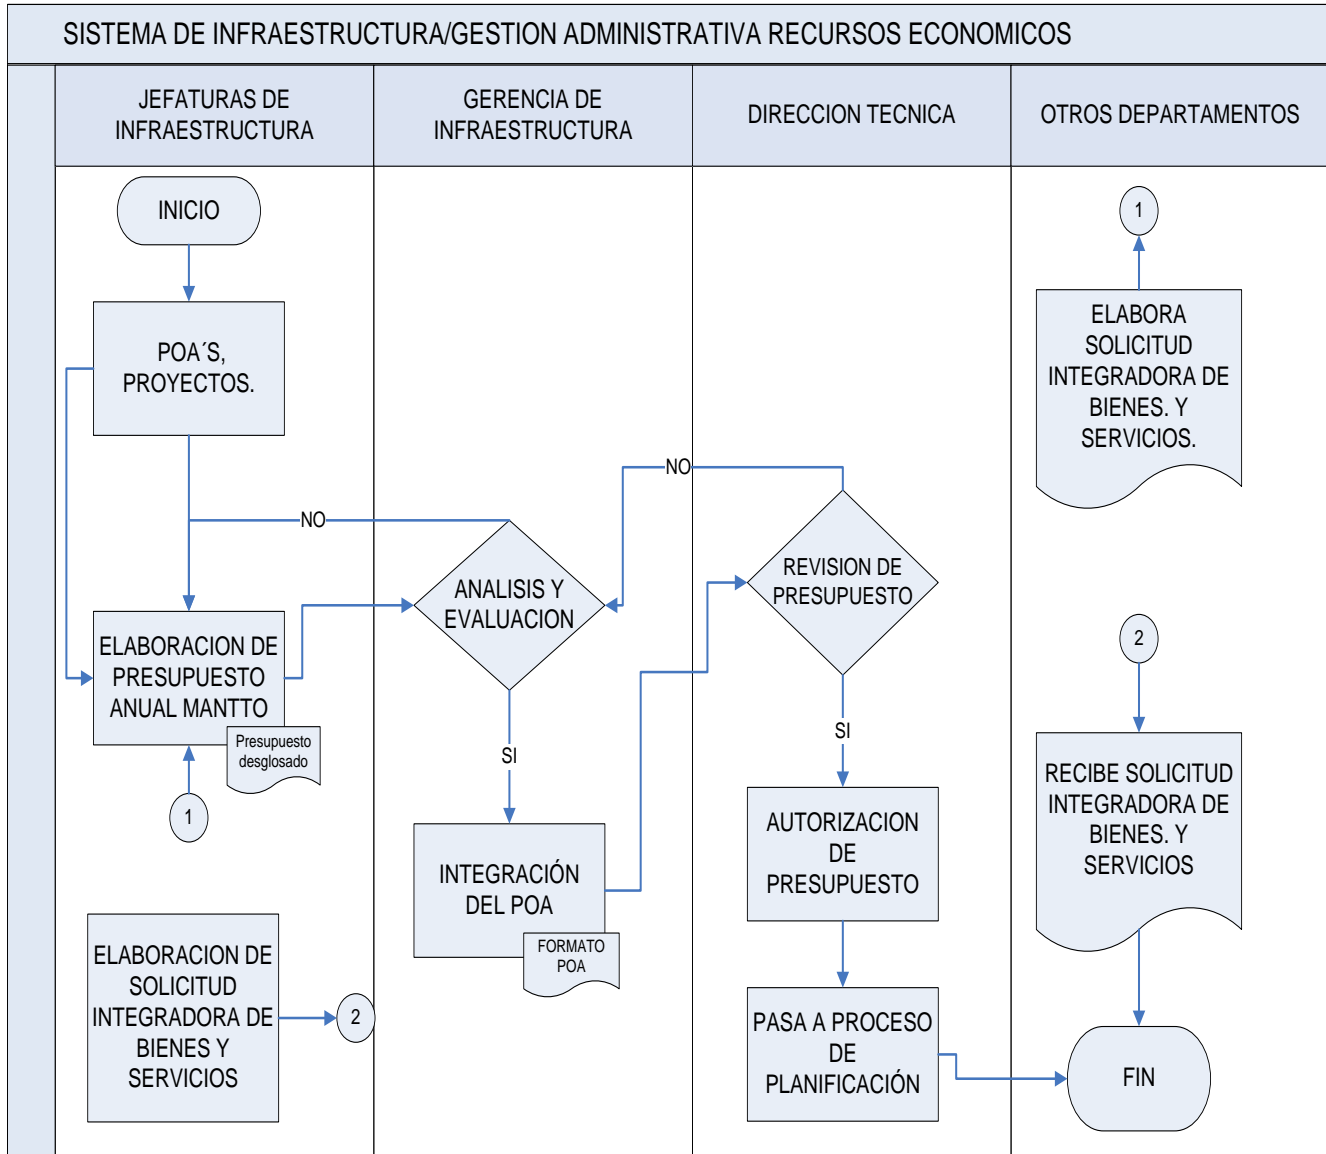 SISTEMA DE INFRAESTRUCTURA/GESTION ADMINISTRATIVA RECURSOS ECONOMICOS
JEFATURAS DE
INFRAESTRUCTURA
GERENCIA DE
INFRAESTRUCTURA
DIRECCION TECNICA
OTROS DEPARTAMENTOS
INICIO
POA´S,
PROYECTOS.
NO
ELABORACION DE
PRESUPUESTO
ANUAL MANTTO
Presupuesto
desglosado
1
ELABORACION DE
SOLICITUD
INTEGRADORA DE
BIENES Y
SERVICIOS
2
ANALISIS Y
EVALUACION
SI
INTEGRACIÓN
DEL POA
FORMATO
POA
NO
REVISION DE
PRESUPUESTO
SI
AUTORIZACION
DE
PRESUPUESTO
PASA A PROCESO
DE
PLANIFICACIÓN
1
ELABORA
SOLICITUD
INTEGRADORA DE
BIENES. Y
SERVICIOS.
2
RECIBE SOLICITUD
INTEGRADORA DE
BIENES. Y
SERVICIOS
FIN